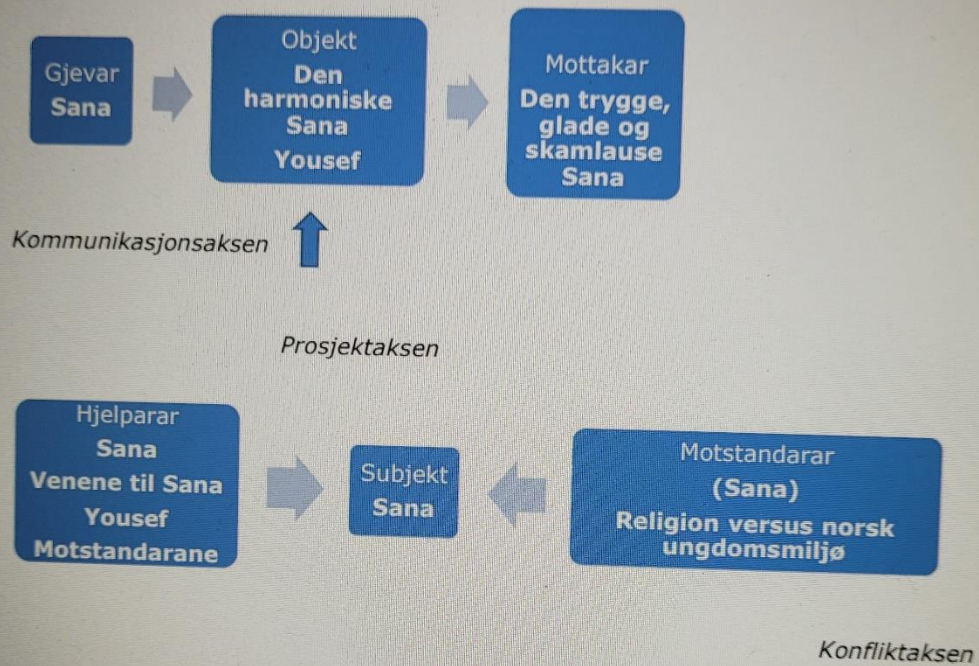 Gjevar
Sana
Objekt
Den
harmoniske
Sana
Yousef
Mottakar
Den trygge,
glade og
skamlause
Sana
Kommunikasjonsaksen
Prosjektaksen
Hjelparar
Sana
Venene til Sana
Yousef
Motstandarane
Subjekt
Sana
Motstandarar
(Sana)
Religion versus norsk
ungdomsmiljø
Konfliktaksen